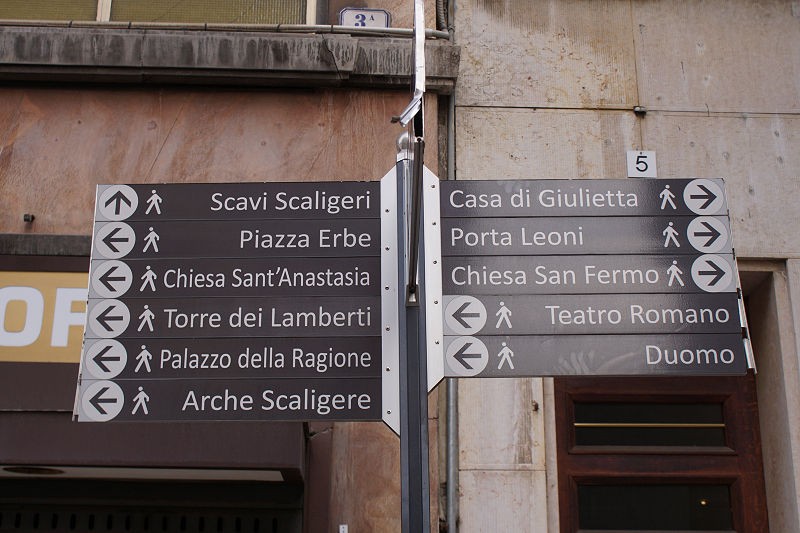 3A
5
Scavi Scaligeri
Piazza Erbe
Chiesa Sant'Anastasia
Torre dei Lamberti
Palazzo della Ragione
Arche Scaligere
Casa di Giulietta
Porta Leoni
Chiesa San Fermo
Teatro Romano
Duomo